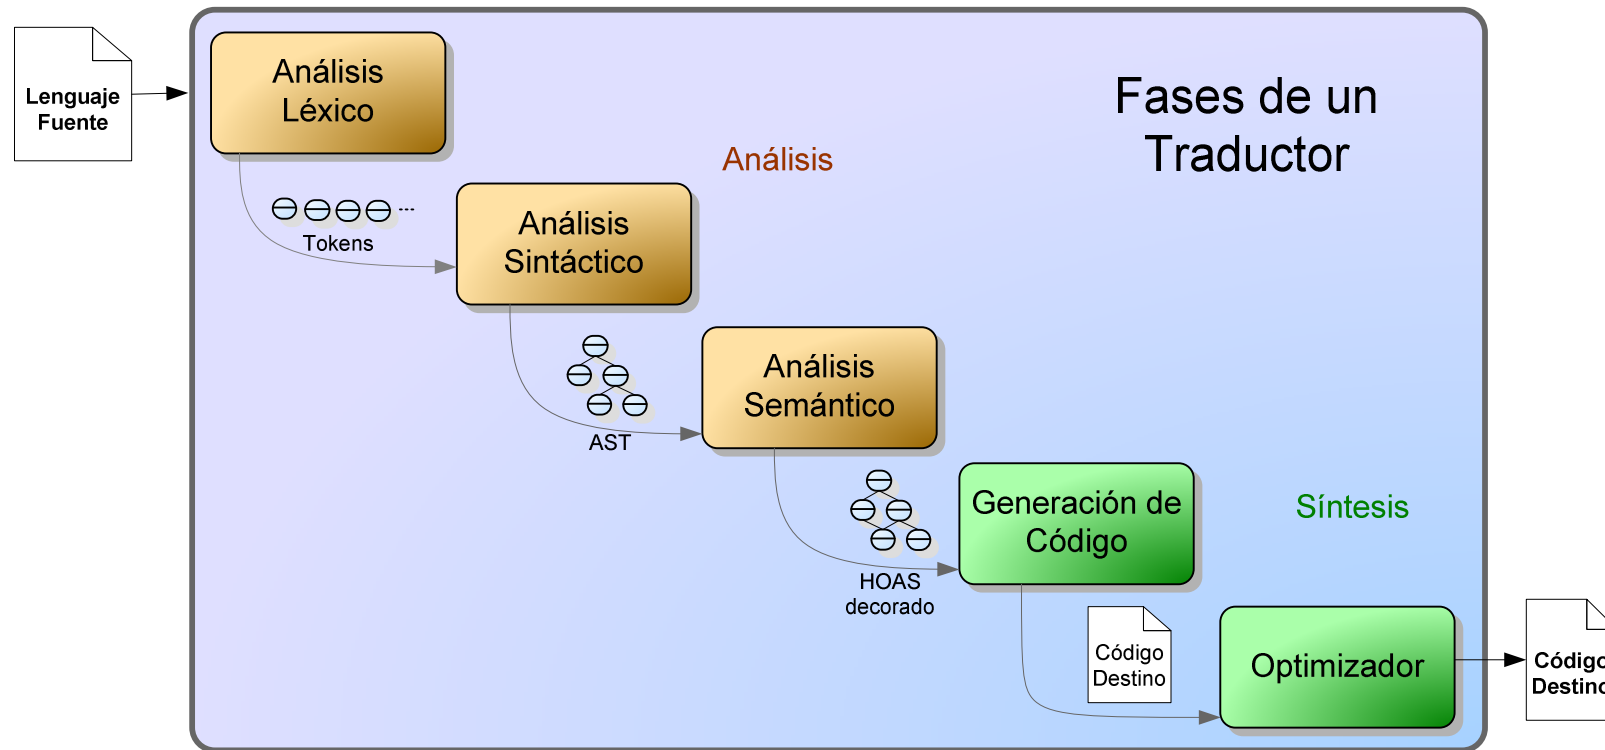 Lenguaje
Fuente
Análisis
Léxico
Fases de un
Traductor
Análisis
Tokens
...
Análisis
Sintáctico
AST
Análisis
Semántico
HOAS
decorado
Generación de
Código
Síntesis
Código
Destino
Optimizador
Código
Destino